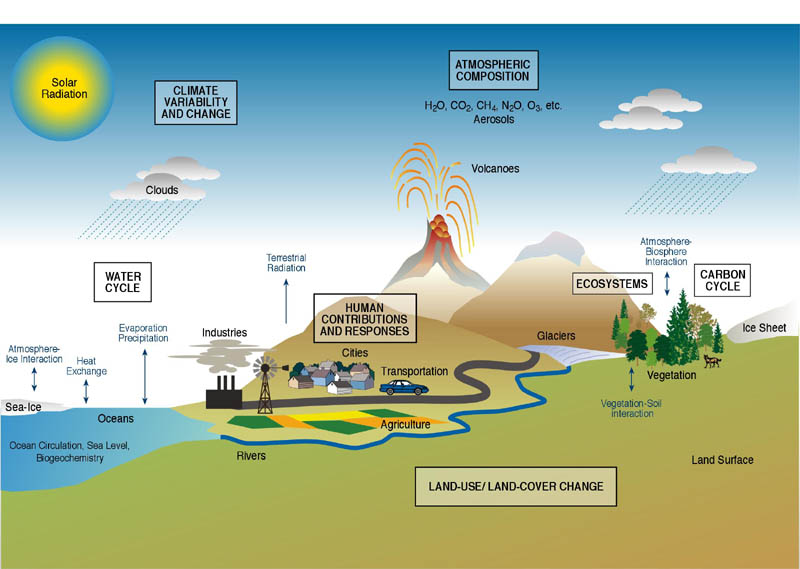 Solar
Radiation
CLIMATE
VARIABILITY
AND CHANGE
ATMOSPHERIC
COMPOSITION
H₂O, CO₂, CH₄, N₂O, O₃, etc.
Aerosols
Volcanoes
Clouds
Atmosphere-
Biosphere
Interaction
Terrestrial
Radiation
WATER
CYCLE
ECOSYSTEMS
CARBON
CYCLE
HUMAN
CONTRIBUTIONS
AND RESPONSES
Industries
Evaporation
Precipitation
Atmosphere-
Ice Interaction
Heat
Exchange
Cities
Transportation
Glaciers
Ice Sheet
Vegetation
Sea-Ice
Oceans
Agriculture
Vegetation-Soil
interaction
Ocean Circulation, Sea Level,
Biogeochemistry
Rivers
Land Surface
LAND-USE/ LAND-COVER CHANGE